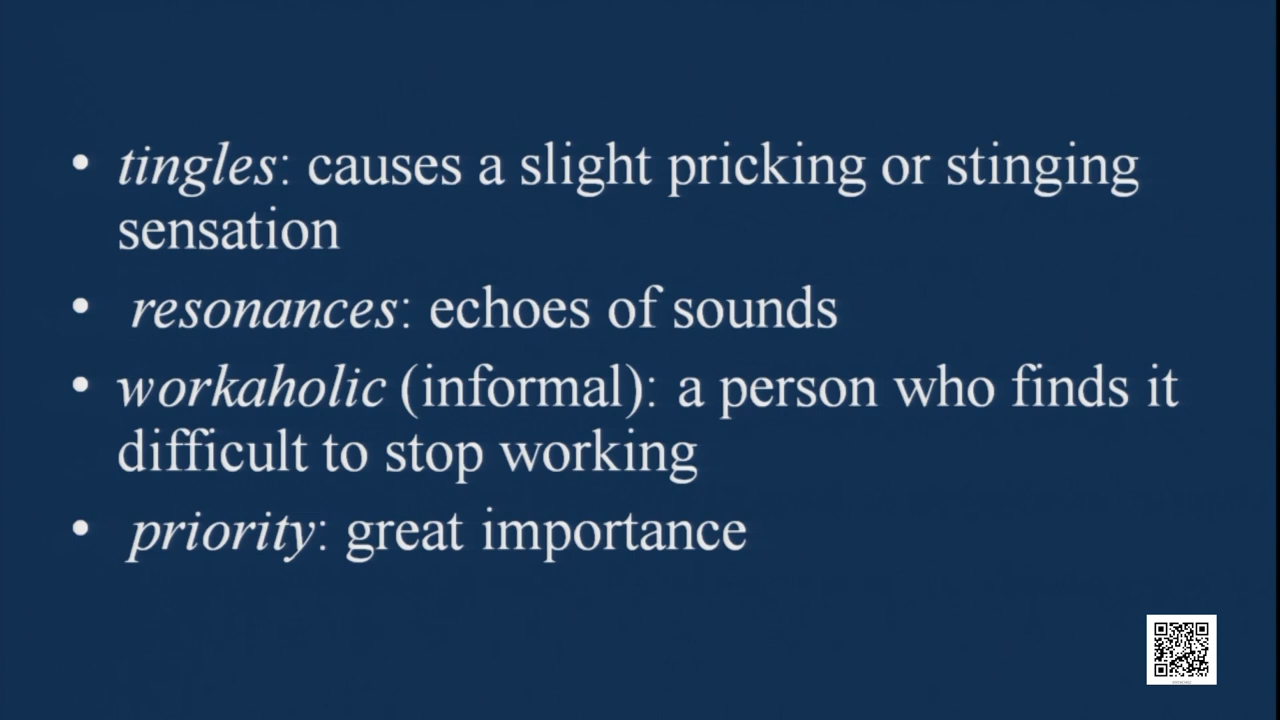 • tingles: causes a slight pricking or stinging
sensation
• resonances: echoes of sounds
• workaholic (informal): a person who finds it
difficult to stop working
• priority: great importance